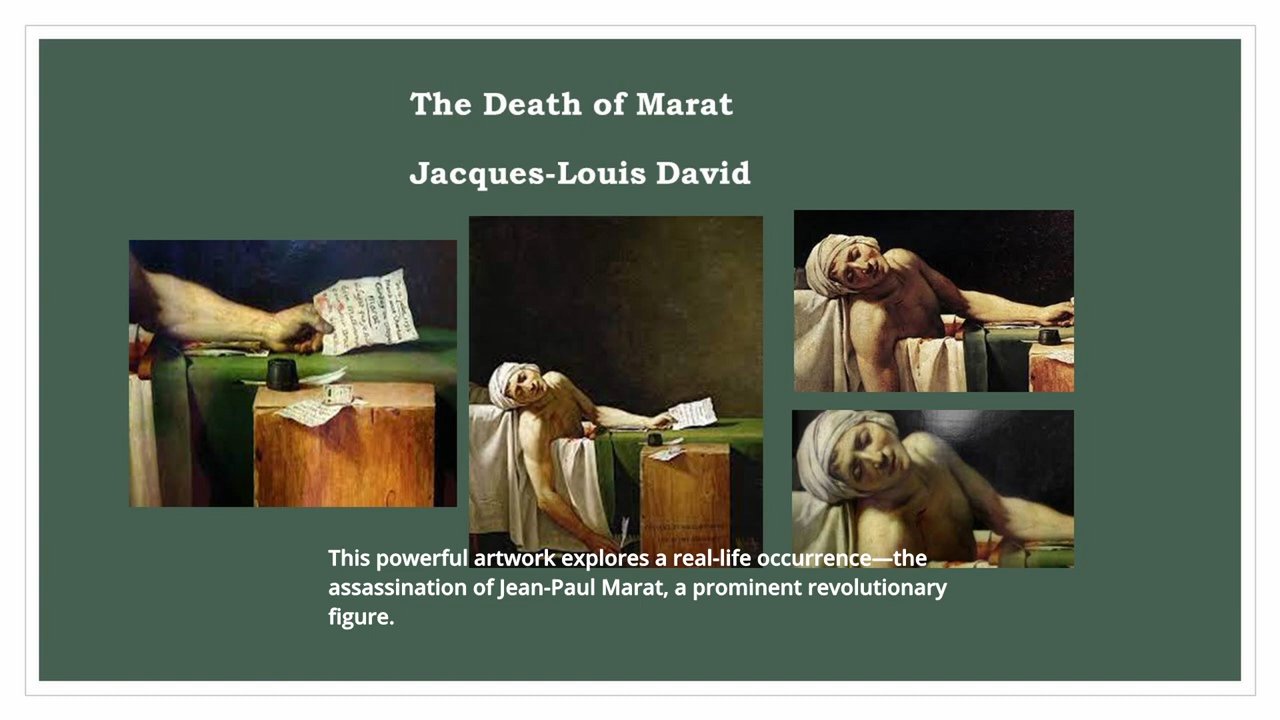 The Death of Marat
Jacques-Louis David
This powerful artwork explores a real-life occurrence—the
assassination of Jean-Paul Marat, a prominent revolutionary
figure.